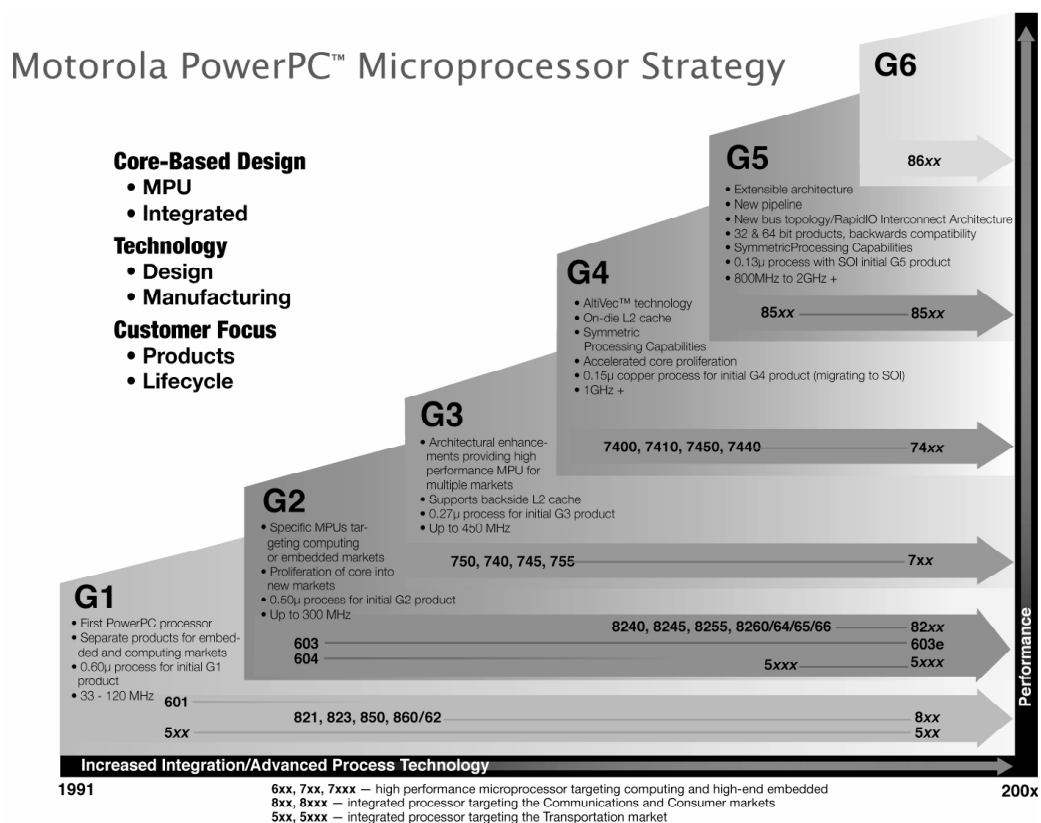 Motorola PowerPC™ Microprocessor Strategy
Core-Based Design
• MPU
• Integrated
Technology
• Design
• Manufacturing
Customer Focus
• Products
• Lifecycle
G6
86xx
G5
• Extensible architecture
• New pipeline
• New bus topology/RapidIO Interconnect Architecture
• 32 & 64 bit products, backwards compatibility
• SymmetricProcessing Capabilities
• 0.13µ process with SOI initial G5 product
• 800MHz to 2GHz +
85xx 85xx
G4
• AltiVec™ technology
• On-die L2 cache
• Symmetric
Processing Capabilities
• Accelerated core proliferation
• 0.15µ copper process for initial G4 product (migrating to SOI)
• 1GHz +
7400, 7410, 7450, 7440 74xx
G3
• Architectural enhance-
ments providing high
performance MPU for
multiple markets
• Supports backside L2 cache
• 0.27µ process for initial G3 product
• Up to 450 MHz
750, 740, 745, 755 7xx
G2
• Specific MPUs tar-
geting computing
or embedded markets
• Proliferation of core into
new markets
• 0.50µ process for initial G2 product
• Up to 300 MHz
8240, 8245, 8255, 8260/64/65/66 82xx
603 603e
604 5xxx 5xxx
G1
• First PowerPC processor
• Separate products for embed-
ded and computing markets
• 0.60µ process for initial G1
product
• 33 - 120 MHz
601
821, 823, 850, 860/62 8xx
5xx 5xx
Performance
Increased Integration/Advanced Process Technology
1991 200x
6xx, 7xx, 7xxx — high performance microprocessor targeting computing and high-end embedded
8xx, 8xxx — integrated processor targeting the Communications and Consumer markets
5xx, 5xxx — integrated processor targeting the Transportation market